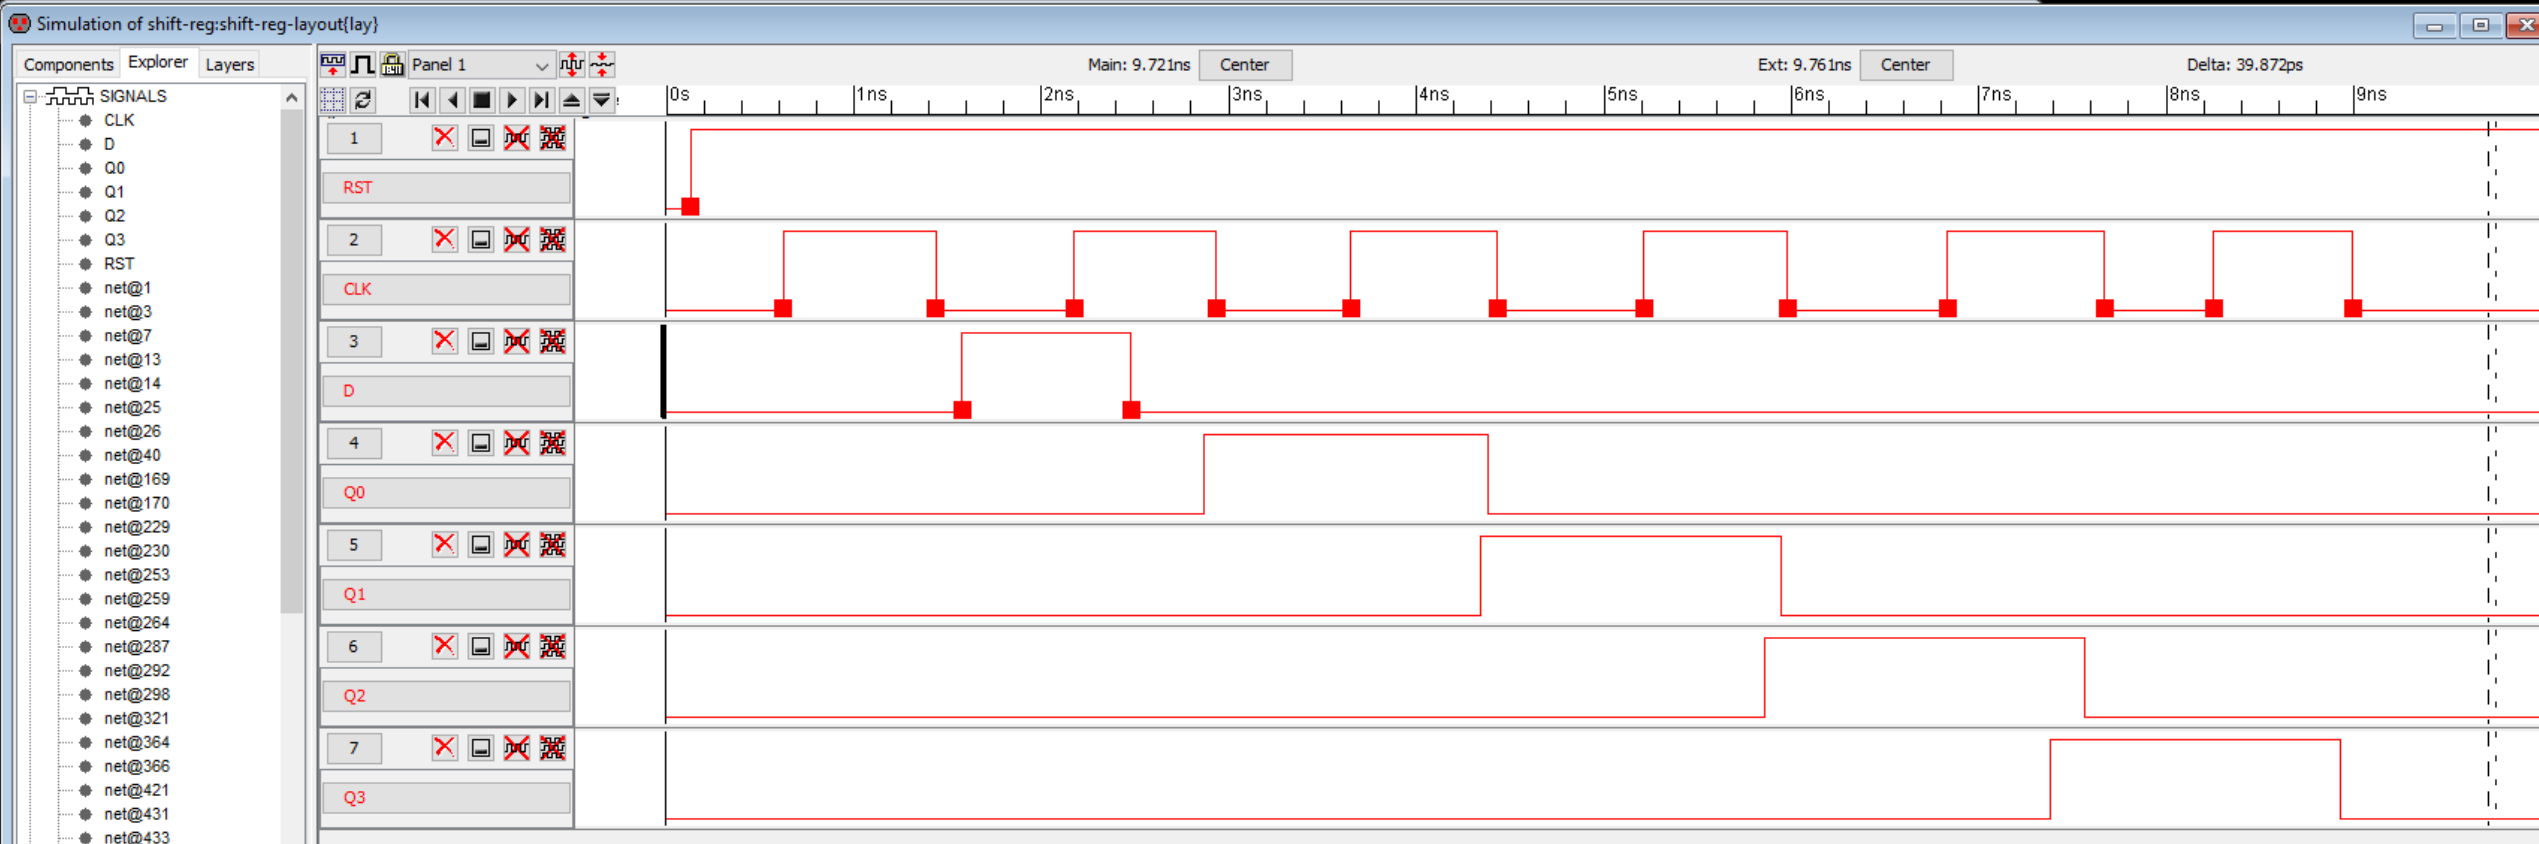 Simulation of shift-reg:shift-reg-layout{lay}
Components Explorer Layers
Panel 1 Main: 9.721ns Center Ext: 9.761ns Center Delta: 39.872ps
0s 1ns 2ns 3ns 4ns 5ns 6ns 7ns 8ns 9ns
SIGNALS
CLK
D
Q0
Q1
Q2
Q3
RST
net@1
net@3
net@7
net@13
net@14
net@25
net@26
net@40
net@169
net@170
net@229
net@230
net@253
net@259
net@264
net@287
net@292
net@298
net@321
net@364
net@366
net@421
net@431
net@433
1
RST
2
CLK
3
D
4
Q0
5
Q1
6
Q2
7
Q3